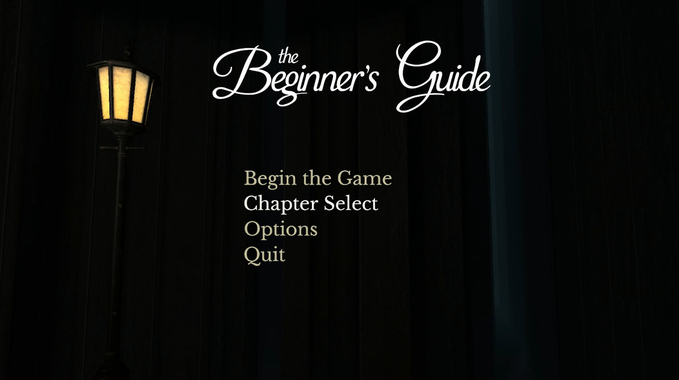 the
Beginner's Guide
Begin the Game
Chapter Select
Options
Quit